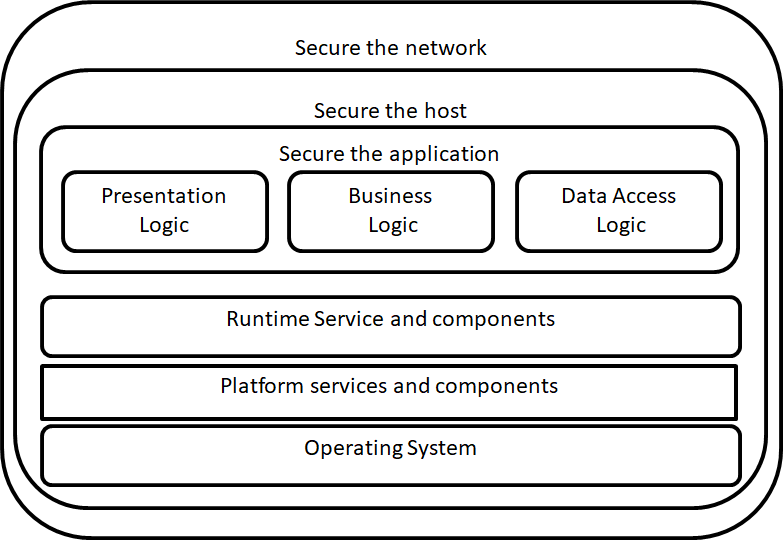 Secure the network
Secure the host
Secure the application
Presentation
Logic
Business
Logic
Data Access
Logic
Runtime Service and components
Platform services and components
Operating System